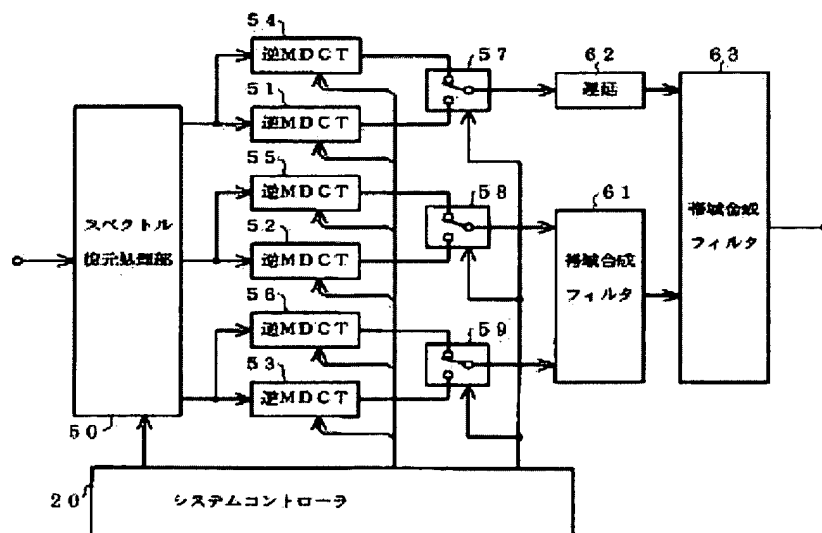 54
逆MDCT
51
逆MDCT
55
逆MDCT
52
逆MDCT
56
逆MDCT
53
逆MDCT
スペクトル
復元処理部
50
57
58
59
62
遅延
61
帯域合成
フィルタ
63
帯域合成
フィルタ
20
システムコントローラ